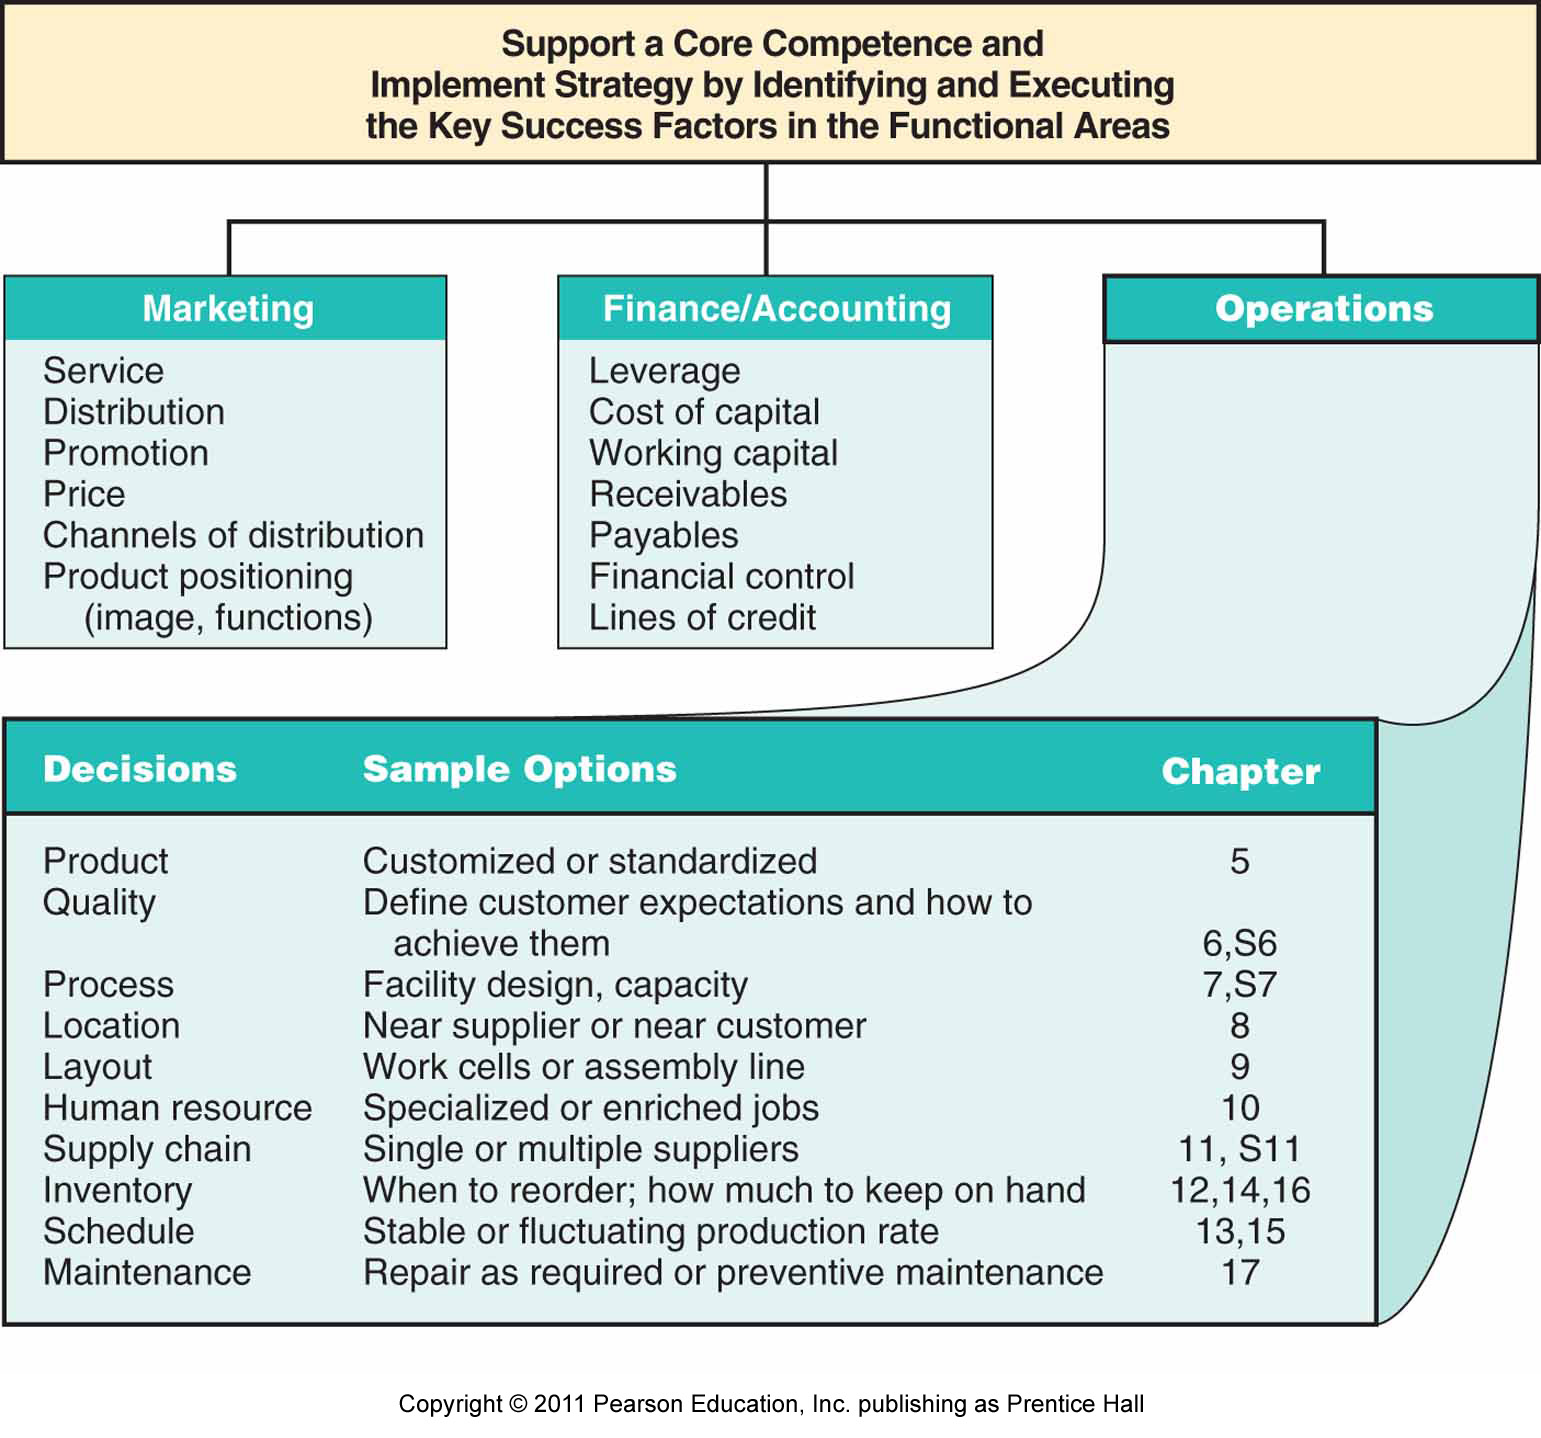 Support a Core Competence and
Implement Strategy by Identifying and Executing
the Key Success Factors in the Functional Areas
Marketing
Service
Distribution
Promotion
Price
Channels of distribution
Product positioning
(image, functions)
Finance/Accounting
Leverage
Cost of capital
Working capital
Receivables
Payables
Financial control
Lines of credit
Operations
Decisions Sample Options Chapter
Product Customized or standardized 5
Quality Define customer expectations and how to
achieve them 6,S6
Process Facility design, capacity 7,S7
Location Near supplier or near customer 8
Layout Work cells or assembly line 9
Human resource Specialized or enriched jobs 10
Supply chain Single or multiple suppliers 11, S11
Inventory When to reorder; how much to keep on hand 12,14,16
Schedule Stable or fluctuating production rate 13,15
Maintenance Repair as required or preventive maintenance 17
Copyright © 2011 Pearson Education, Inc. publishing as Prentice Hall